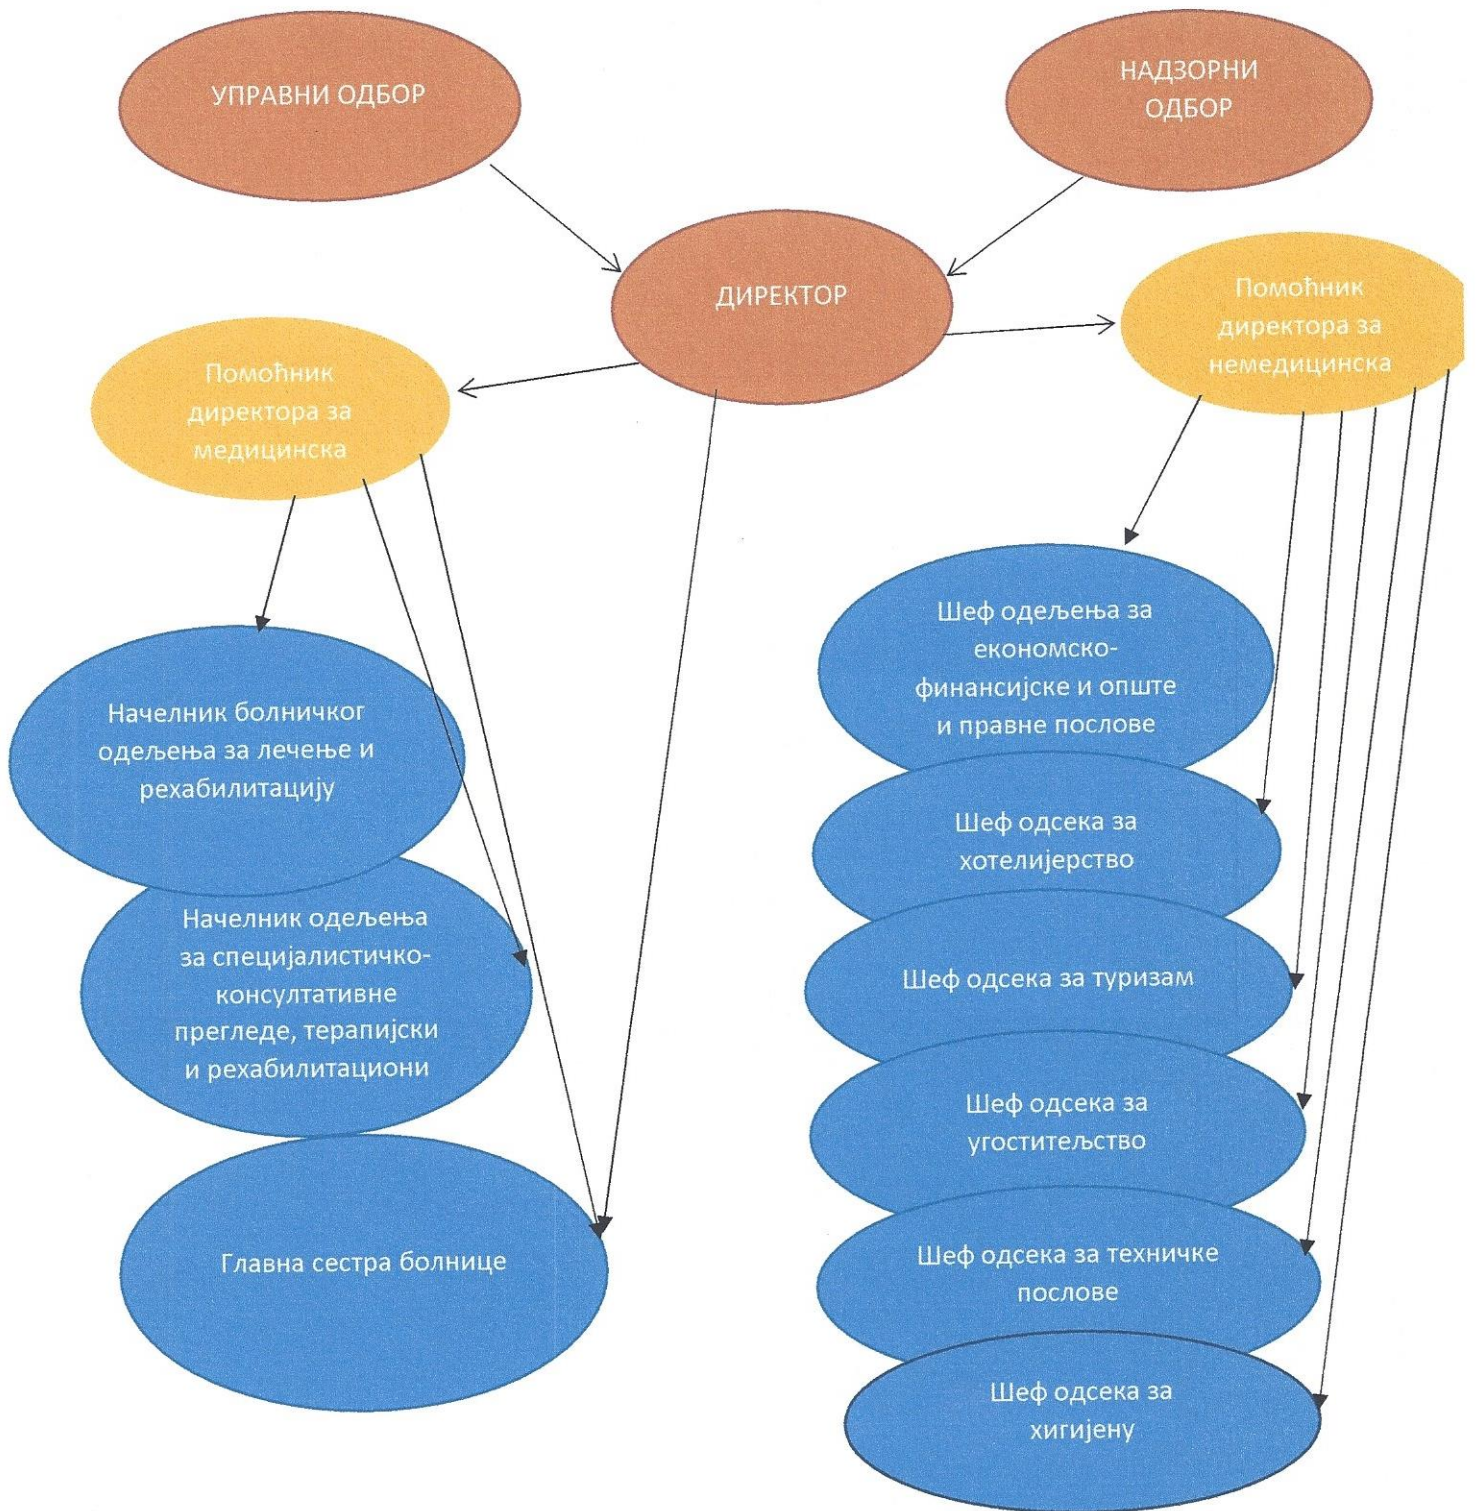 УПРАВНИ ОДБОР
НАДЗОРНИ
ОДБОР
ДИРЕКТОР
Помоћник
директора за
медицинска
Помоћник
директора за
немедицинска
Начелник болничког
одељења за лечење и
рехабилитацију
Начелник одељења
за специјалистичко-
консултативне
прегледе, терапијски
и рехабилитациони
Главна сестра болнице
Шеф одељења за
економско-
финансијске и опште
и правне послове
Шеф одсека за
хотелијерство
Шеф одсека за туризам
Шеф одсека за
угоститељство
Шеф одсека за техничке
послове
Шеф одсека за
хигијену